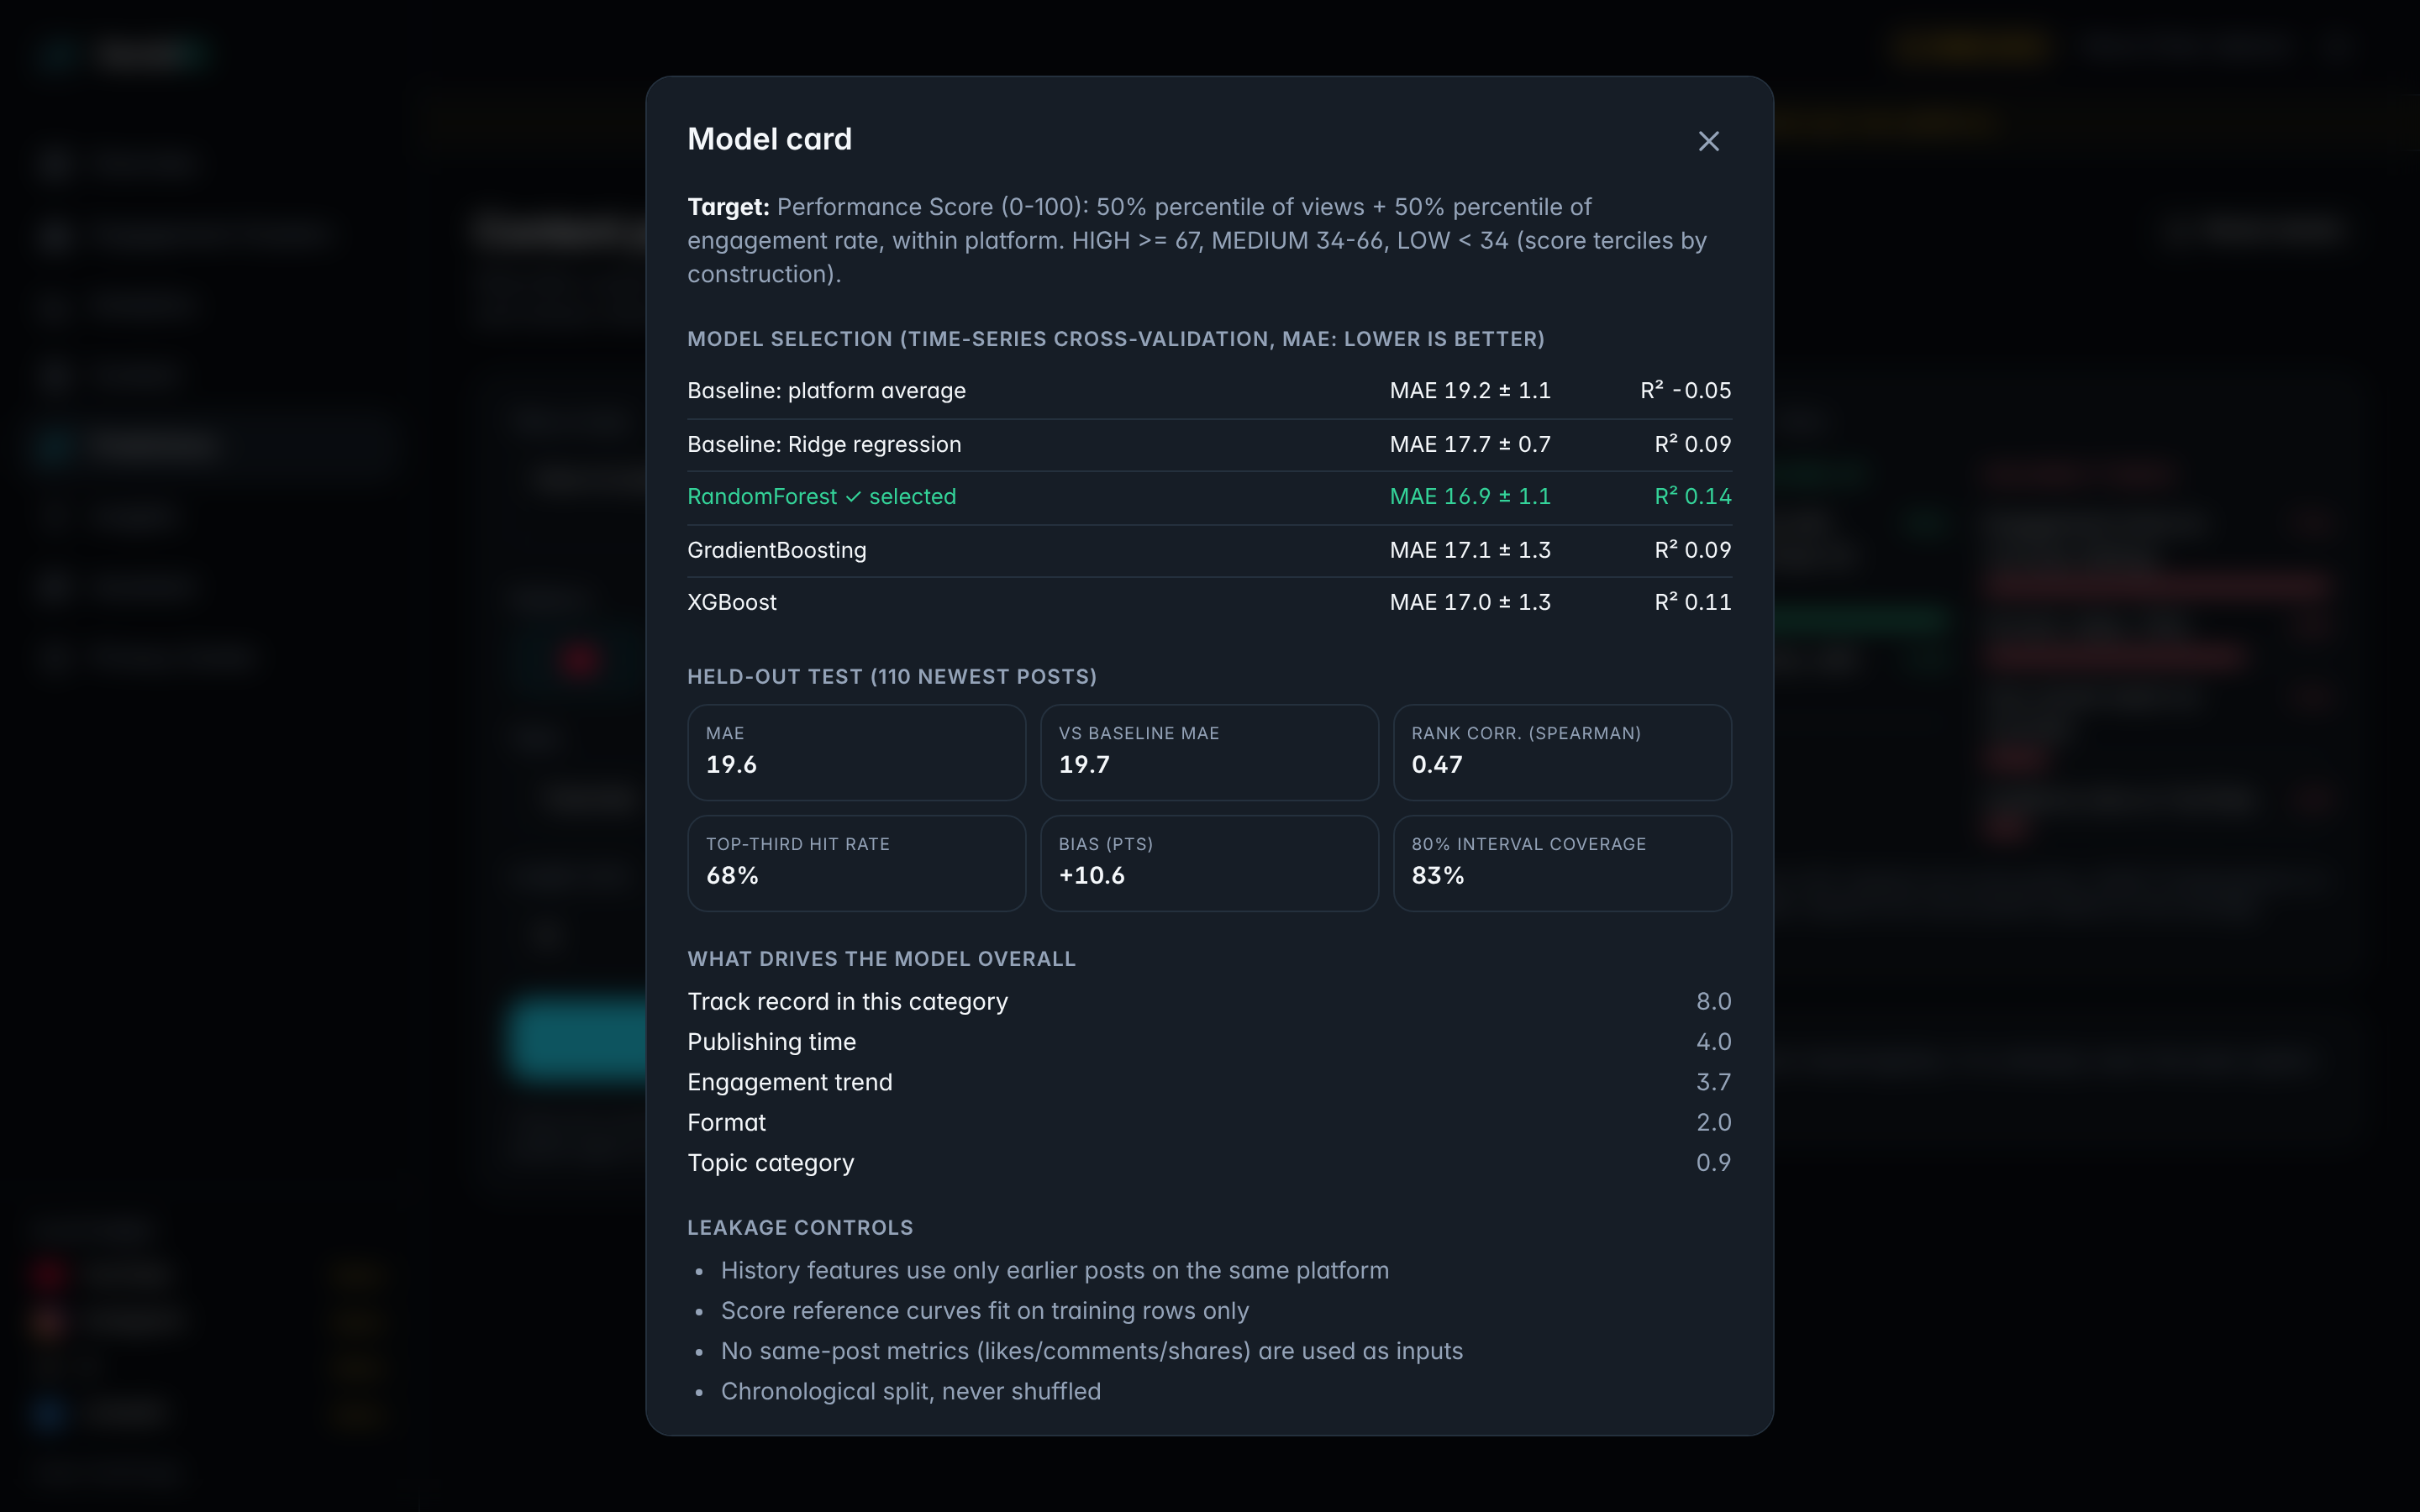 Model card
Target: Performance Score (0-100): 50% percentile of views + 50% percentile of
engagement rate, within platform. HIGH >= 67, MEDIUM 34-66, LOW < 34 (score terciles by
construction).
MODEL SELECTION (TIME-SERIES CROSS-VALIDATION, MAE: LOWER IS BETTER)
Baseline: platform average MAE 19.2 ± 1.1 R² -0.05
Baseline: Ridge regression MAE 17.7 ± 0.7 R² 0.09
RandomForest ✓ selected MAE 16.9 ± 1.1 R² 0.14
GradientBoosting MAE 17.1 ± 1.3 R² 0.09
XGBoost MAE 17.0 ± 1.3 R² 0.11
HELD-OUT TEST (110 NEWEST POSTS)
MAE VS BASELINE MAE RANK CORR. (SPEARMAN)
19.6 19.7 0.47
TOP-THIRD HIT RATE BIAS (PTS) 80% INTERVAL COVERAGE
68% +10.6 83%
WHAT DRIVES THE MODEL OVERALL
Track record in this category 8.0
Publishing time 4.0
Engagement trend 3.7
Format 2.0
Topic category 0.9
LEAKAGE CONTROLS
• History features use only earlier posts on the same platform
• Score reference curves fit on training rows only
• No same-post metrics (likes/comments/shares) are used as inputs
• Chronological split, never shuffled